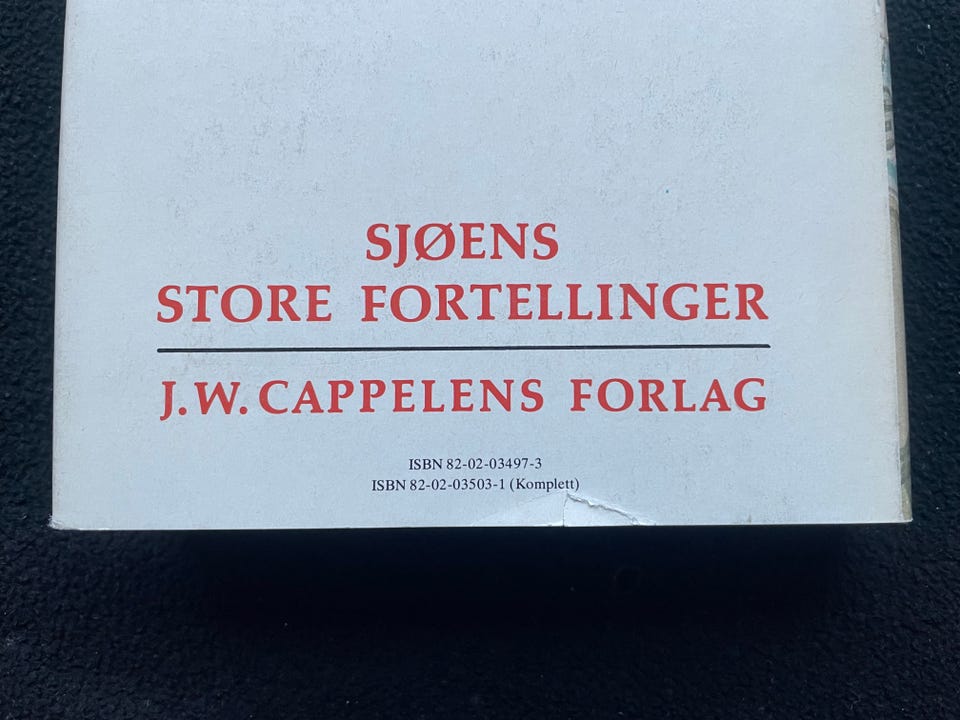 SJØENS
STORE FORTELLINGER
J.W. CAPPELENS FORLAG
ISBN 82-02-03497-3
ISBN 82-02-03503-1 (Komplett)